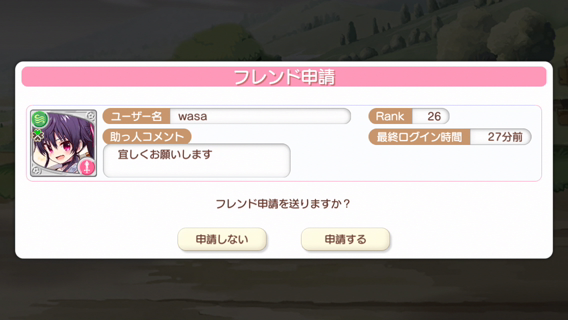 フレンド申請
ユーザー名 wasa
Rank 26
助っ人コメント
最終ログイン時間 27分前
宜しくお願いします
フレンド申請を送りますか？
申請しない 申請する